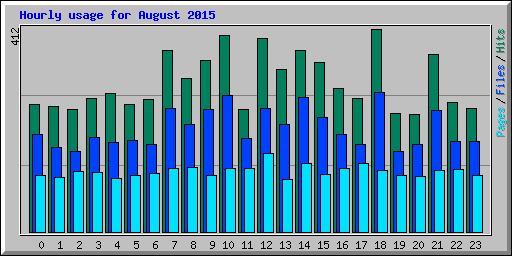 Hourly usage for August 2015
412
Pages / Files / Hits
0 1 2 3 4 5 6 7 8 9 10 11 12 13 14 15 16 17 18 19 20 21 22 23